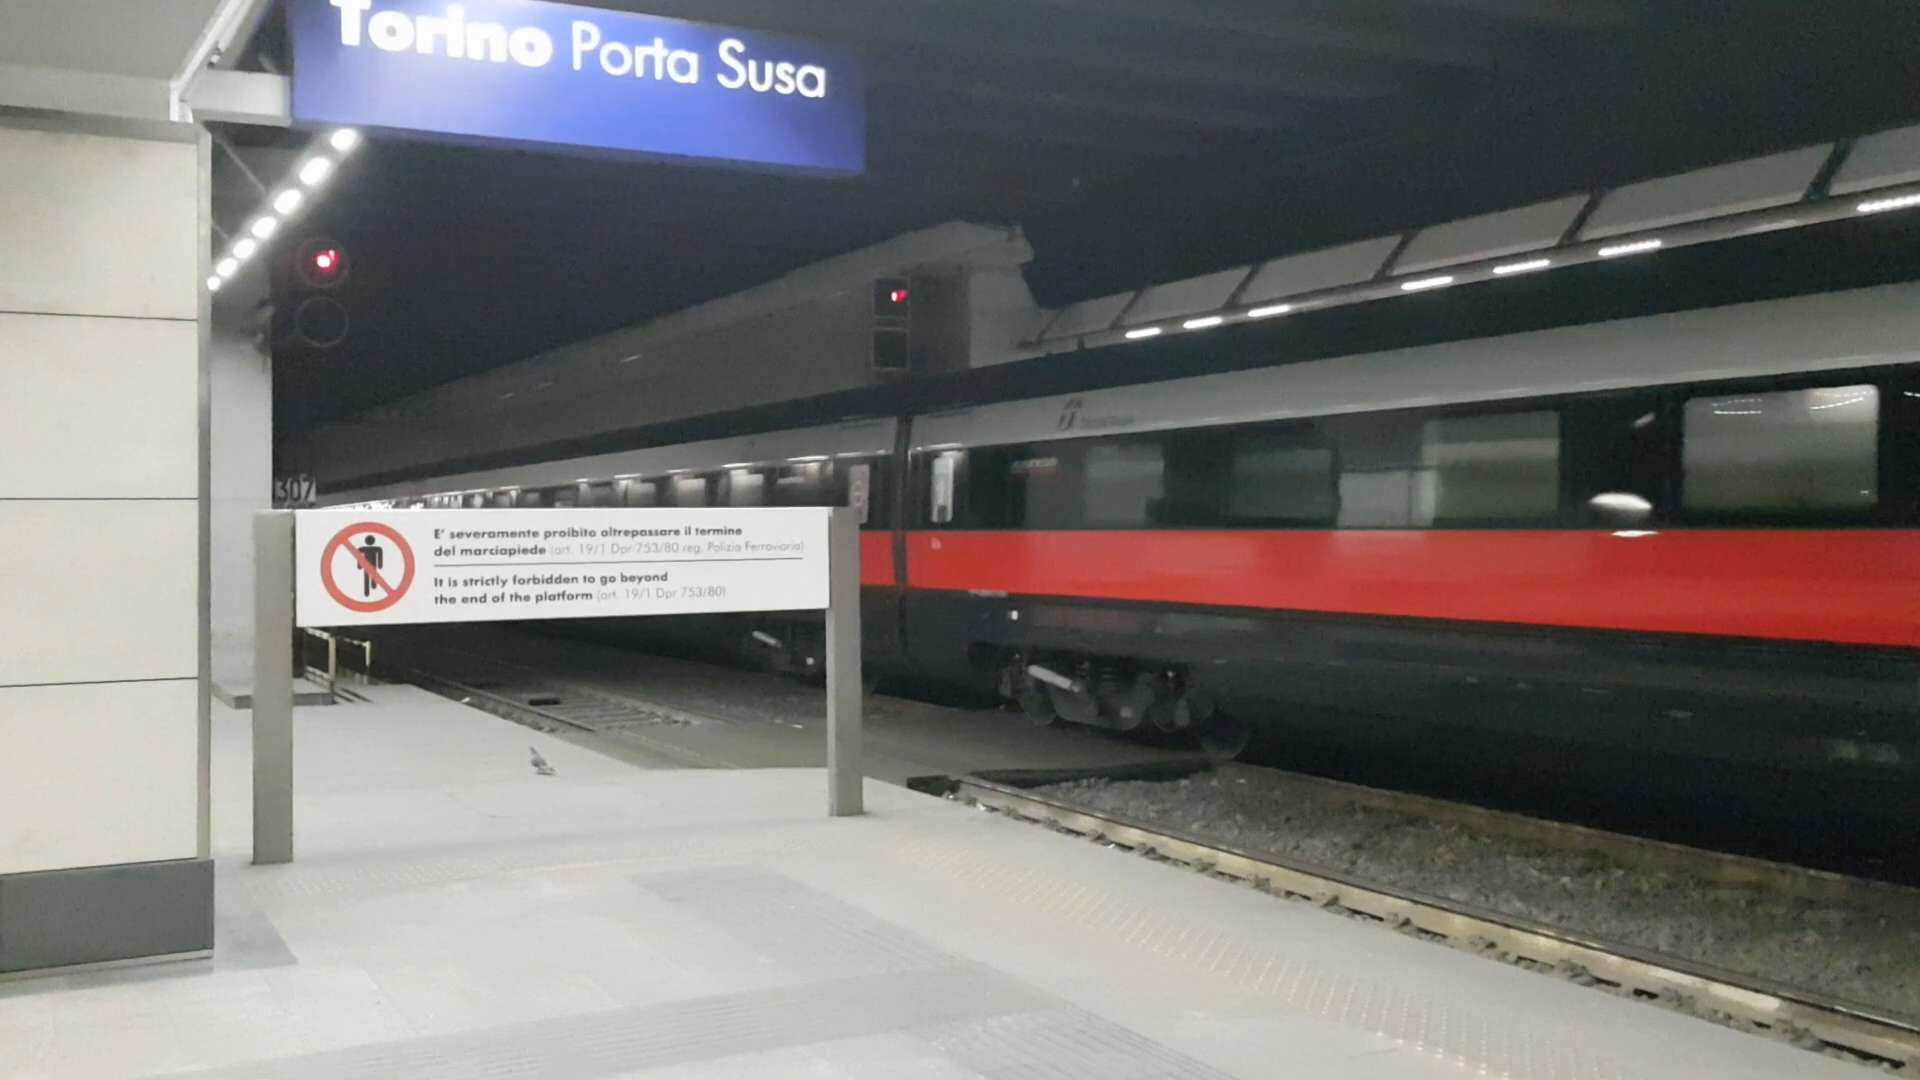 Torino Porta Susa
307
E' severamente proibito oltrepassare il termine
del marciapiede (art. 19/1 Dpr 753/80 reg. Polizia Ferroviaria)
It is strictly forbidden to go beyond
the end of the platform (art. 19/1 Dpr 753/80)